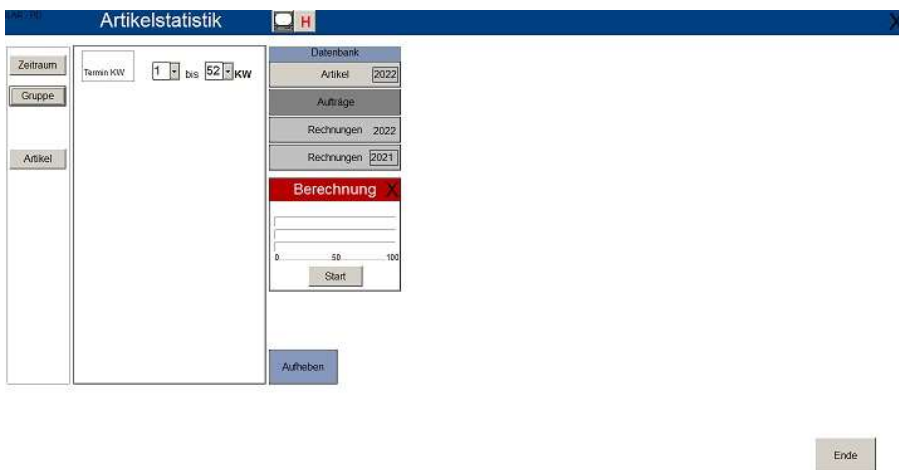 Artikelstatistik
H
X
Zeitraum
Gruppe
Artikel
Termin KW 1 bis 52 KW
Datenbank
Artikel 2022
Aufträge
Rechnungen 2022
Rechnungen 2021
Berechnung X
0 50 100
Start
Aufheben
Ende